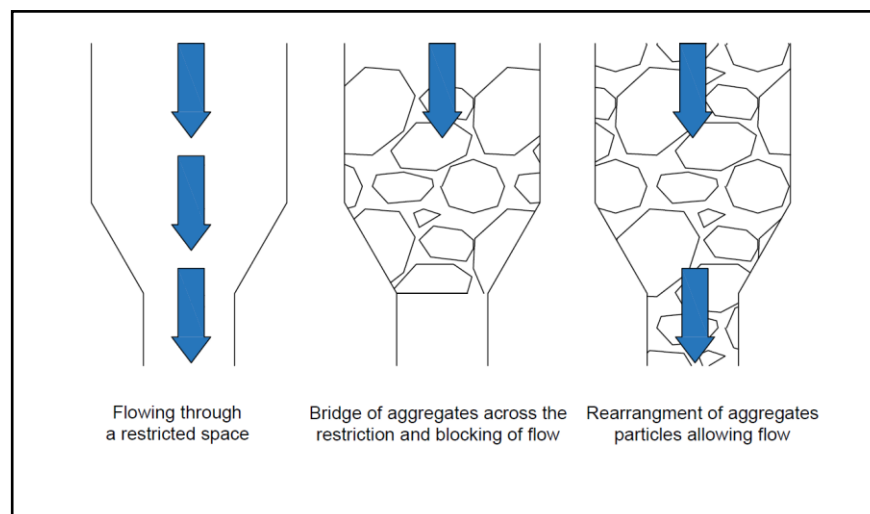 Flowing through
a restricted space
Bridge of aggregates across the
restriction and blocking of flow
Rearrangment of aggregates
particles allowing flow